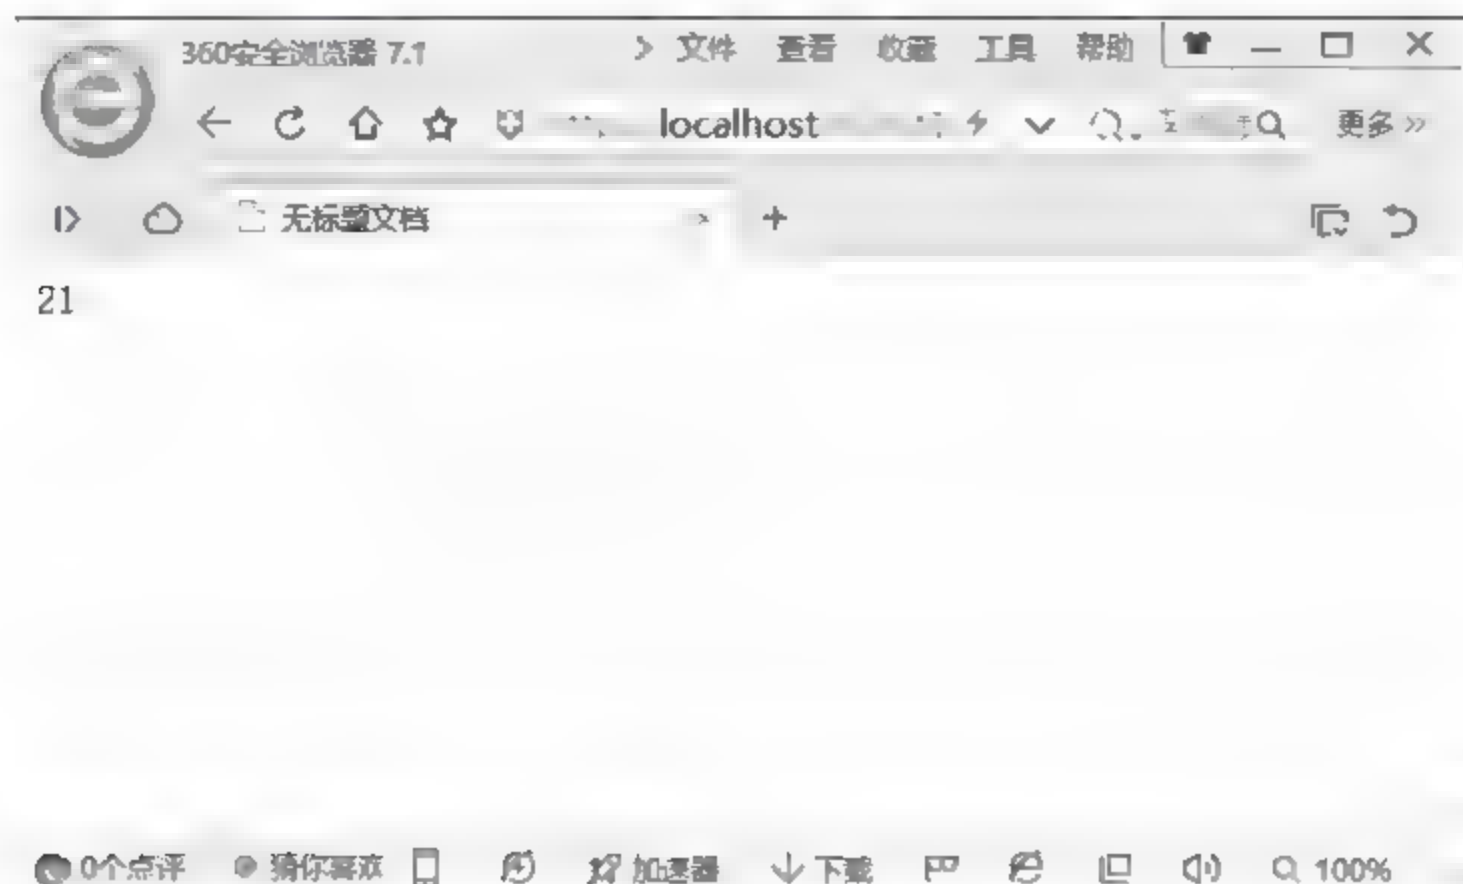 360安全浏览器 7.1 文件 查看 收藏 工具 帮助
localhost 更多 »
无标题文档
21
0个点评 猜你喜欢 加速器 下载 100%